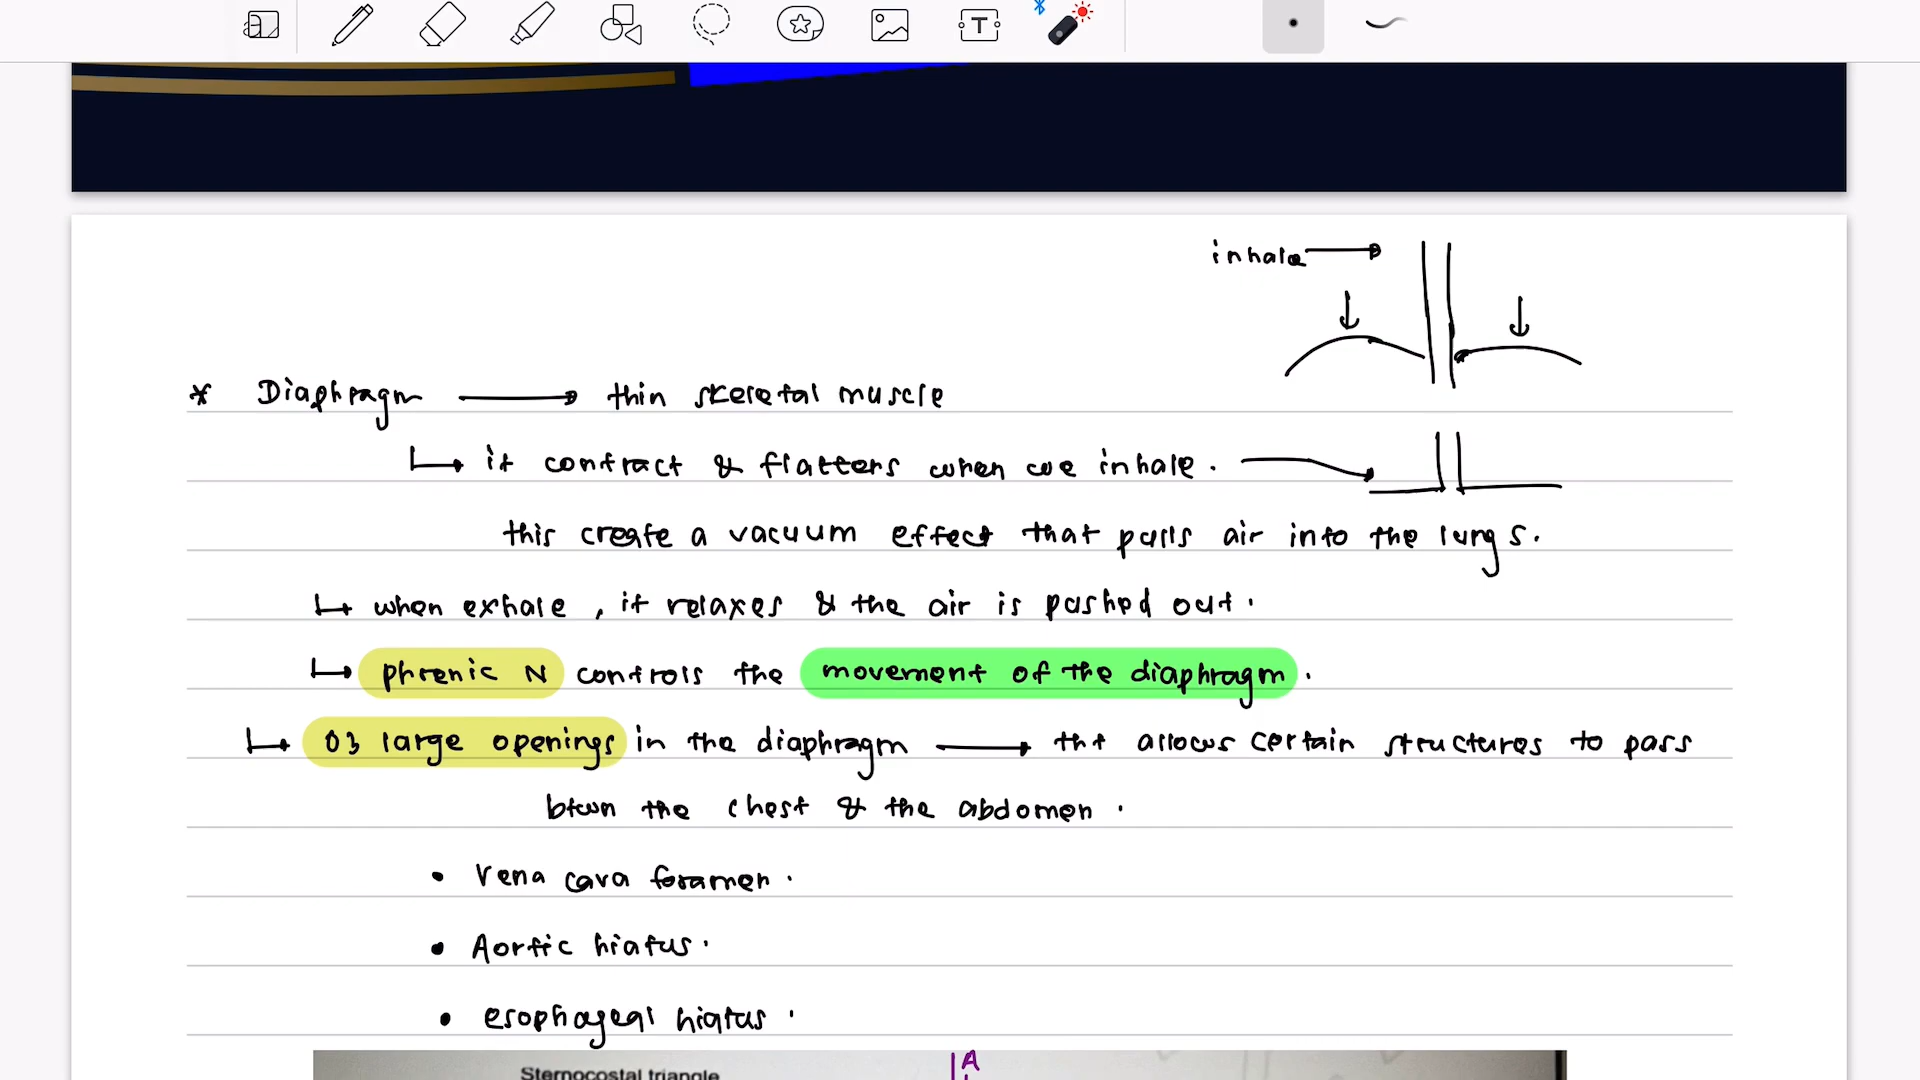 inhale
* Diaphragm → thin skeletal muscle
it contract & flatters when we inhale.
this create a vacuum effect that pulls air into the lungs.
when exhale, it relaxes & the air is pushed out.
phrenic N controls the movement of the diaphragm.
03 large openings in the diaphragm → tht allows certain structures to pass
btwn the chest & the abdomen.
• Vena cava foramen.
• Aortic hiatus.
• esophageal hiatus.
Sternocostal triangle
A